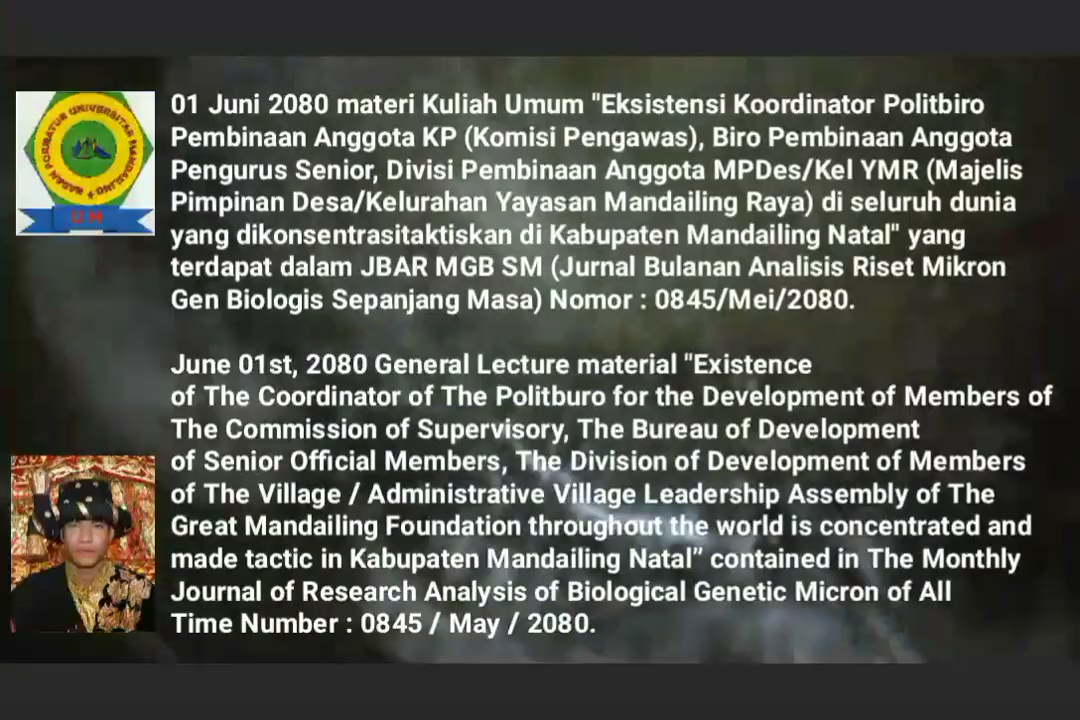 01 Juni 2080 materi Kuliah Umum "Eksistensi Koordinator Politbiro
Pembinaan Anggota KP (Komisi Pengawas), Biro Pembinaan Anggota
Pengurus Senior, Divisi Pembinaan Anggota MPDes/Kel YMR (Majelis
Pimpinan Desa/Kelurahan Yayasan Mandailing Raya) di seluruh dunia
yang dikonsentrasitaktiskan di Kabupaten Mandailing Natal" yang
terdapat dalam JBAR MGB SM (Jurnal Bulanan Analisis Riset Mikron
Gen Biologis Sepanjang Masa) Nomor : 0845/Mei/2080.
June 01st, 2080 General Lecture material "Existence
of The Coordinator of The Politburo for the Development of Members of
The Commission of Supervisory, The Bureau of Development
of Senior Official Members, The Division of Development of Members
of The Village / Administrative Village Leadership Assembly of The
Great Mandailing Foundation throughout the world is concentrated and
made tactic in Kabupaten Mandailing Natal” contained in The Monthly
Journal of Research Analysis of Biological Genetic Micron of All
Time Number : 0845 / May / 2080.
UNIVERSITAS MANDAILING
U M